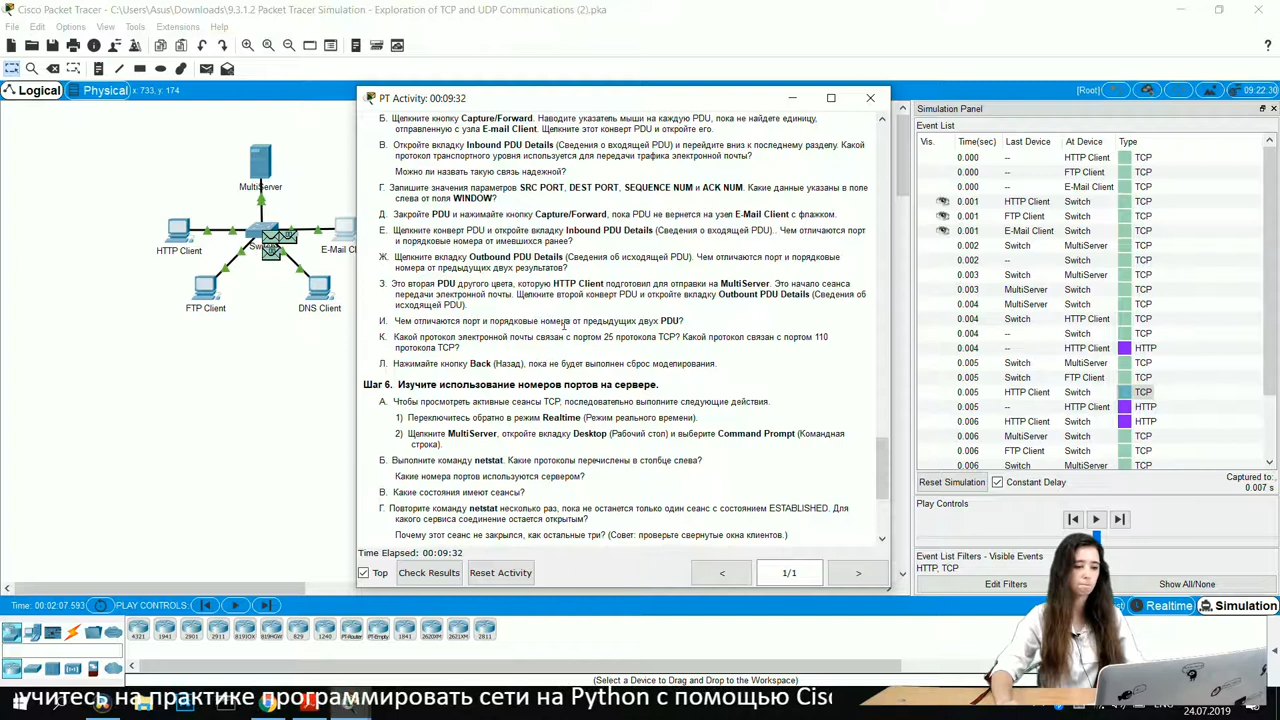 Cisco Packet Tracer - C:\Users\Asus\Downloads\9.3.1.2 Packet Tracer Simulation - Exploration of TCP and UDP Communications (2).pka
File Edit Options View Tools Extensions Help
Logical Physical x: 733, y: 174
[Root]
09:22:30
MultiServer
HTTP Client
E-Mail Client
FTP Client
DNS Client
PT Activity: 00:09:32
Б. Щелкните кнопку Capture/Forward. Наводите указатель мыши на каждую PDU, пока не найдете единицу,
отправленную с узла E-mail Client. Щелкните этот конверт PDU и откройте его.
В. Откройте вкладку Inbound PDU Details (Сведения о входящей PDU) и перейдите вниз к последнему разделу. Какой
протокол транспортного уровня используется для передачи трафика электронной почты?
Можно ли назвать такую связь надежной?
Г. Запишите значения параметров SRC PORT, DEST PORT, SEQUENCE NUM и ACK NUM. Какие данные указаны в поле
слева от поля WINDOW?
Д. Закройте PDU и нажимайте кнопку Capture/Forward, пока PDU не вернется на узел E-Mail Client с флажком.
Е. Щелкните конверт PDU и откройте вкладку Inbound PDU Details (Сведения о входящей PDU).. Чем отличаются порт
и порядковые номера от имевшихся ранее?
Ж. Щелкните вкладку Outbound PDU Details (Сведения об исходящей PDU). Чем отличаются порт и порядковые
номера от предыдущих двух результатов?
З. Это вторая PDU другого цвета, которую HTTP Client подготовил для отправки на MultiServer. Это начало сеанса
передачи электронной почты. Щелкните второй конверт PDU и откройте вкладку Outbount PDU Details (Сведения об
исходящей PDU).
И. Чем отличаются порт и порядковые номера от предыдущих двух PDU?
К. Какой протокол электронной почты связан с портом 25 протокола TCP? Какой протокол связан с портом 110
протокола TCP?
Л. Нажимайте кнопку Back (Назад), пока не будет выполнен сброс моделирования.
Шаг 6. Изучите использование номеров портов на сервере.
А. Чтобы просмотреть активные сеансы TCP, последовательно выполните следующие действия.
1) Переключитесь обратно в режим Realtime (Режим реального времени).
2) Щелкните MultiServer, откройте вкладку Desktop (Рабочий стол) и выберите Command Prompt (Командная
строка).
Б. Выполните команду netstat. Какие протоколы перечислены в столбце слева?
Какие номера портов используются сервером?
В. Какие состояния имеют сеансы?
Г. Повторите команду netstat несколько раз, пока не останется только один сеанс с состоянием ESTABLISHED. Для
какого сервиса соединение остается открытым?
Почему этот сеанс не закрылся, как остальные три? (Совет: проверьте свернутые окна клиентов.)
Time Elapsed: 00:09:32
Top Check Results Reset Activity < 1/1 >
Simulation Panel
Event List
Vis. Time(sec) Last Device At Device Type
0.000 -- HTTP Client TCP
0.000 -- FTP Client TCP
0.000 -- E-Mail Client TCP
0.001 HTTP Client Switch TCP
0.001 FTP Client Switch TCP
0.001 E-Mail Client Switch TCP
0.002 Switch MultiServer TCP
0.003 Switch MultiServer TCP
0.003 MultiServer Switch TCP
0.004 Switch MultiServer TCP
0.004 MultiServer Switch TCP
0.004 Switch HTTP Client TCP
0.004 -- HTTP Client HTTP
0.005 Switch MultiServer TCP
0.005 Switch FTP Client TCP
0.005 HTTP Client Switch TCP
0.005 -- HTTP Client HTTP
0.006 HTTP Client Switch HTTP
0.006 MultiServer Switch TCP
0.006 FTP Client Switch TCP
0.006 Switch MultiServer TCP
Reset Simulation Constant Delay Captured to:
0.007 s
Play Controls
Event List Filters - Visible Events
HTTP, TCP
Edit Filters Show All/None
Time: 00:02:07.593 PLAY CONTROLS:
Realtime Simulation
4321 1941 2901 2911 819IOX 819HGW 829 1240 PT-Router PT-Empty 1841 2620XM 2621XM 2811
(Select a Device to Drag and Drop to the Workspace)
учитесь на практике программировать сети на Python с помощью Cisc
24.07.2019